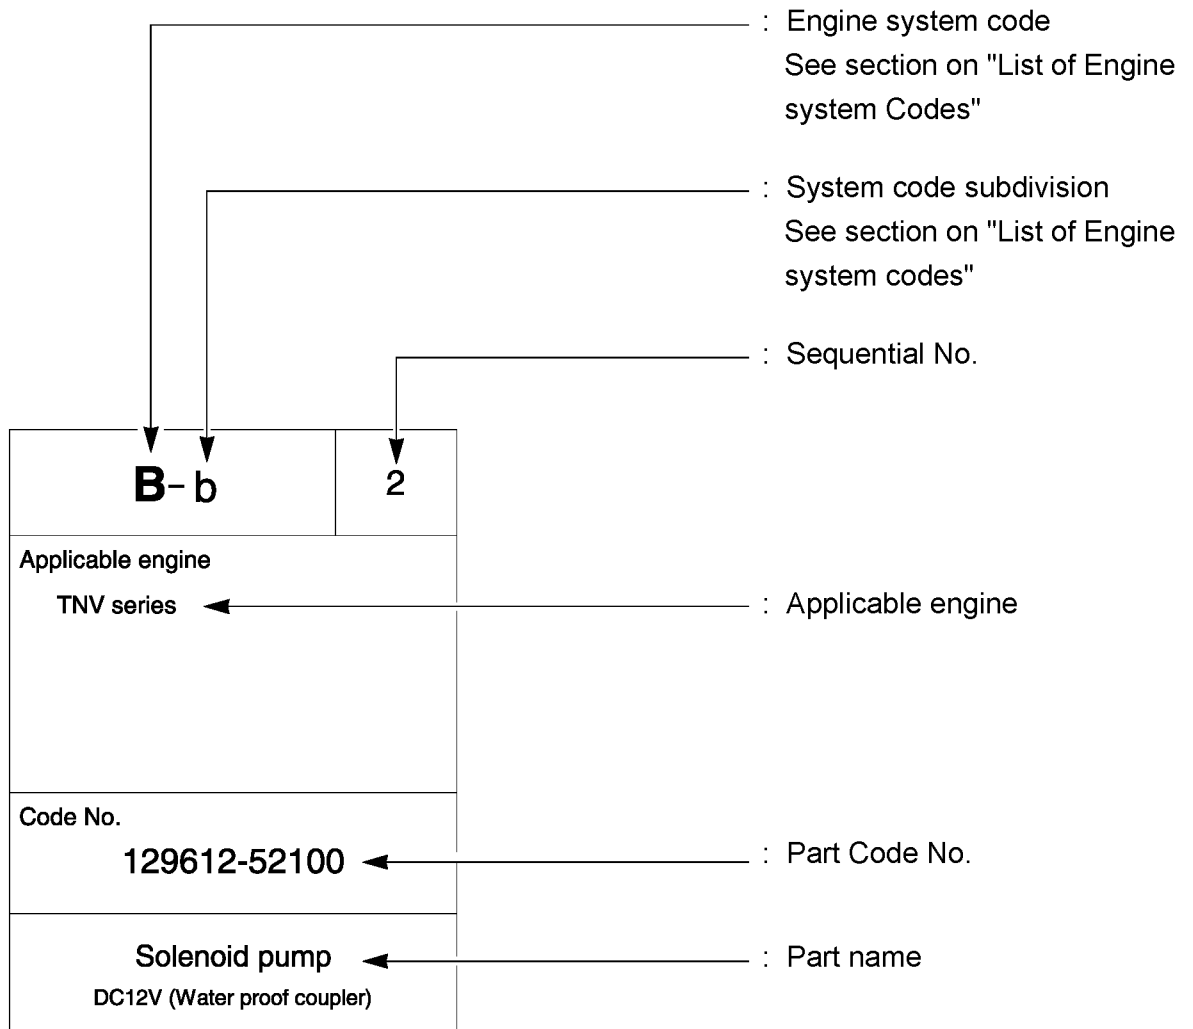 : Engine system code
See section on "List of Engine
system Codes"
: System code subdivision
See section on "List of Engine
system codes"
: Sequential No.
B-b
2
Applicable engine
TNV series
: Applicable engine
Code No.
129612-52100
: Part Code No.
Solenoid pump
: Part name
DC12V (Water proof coupler)